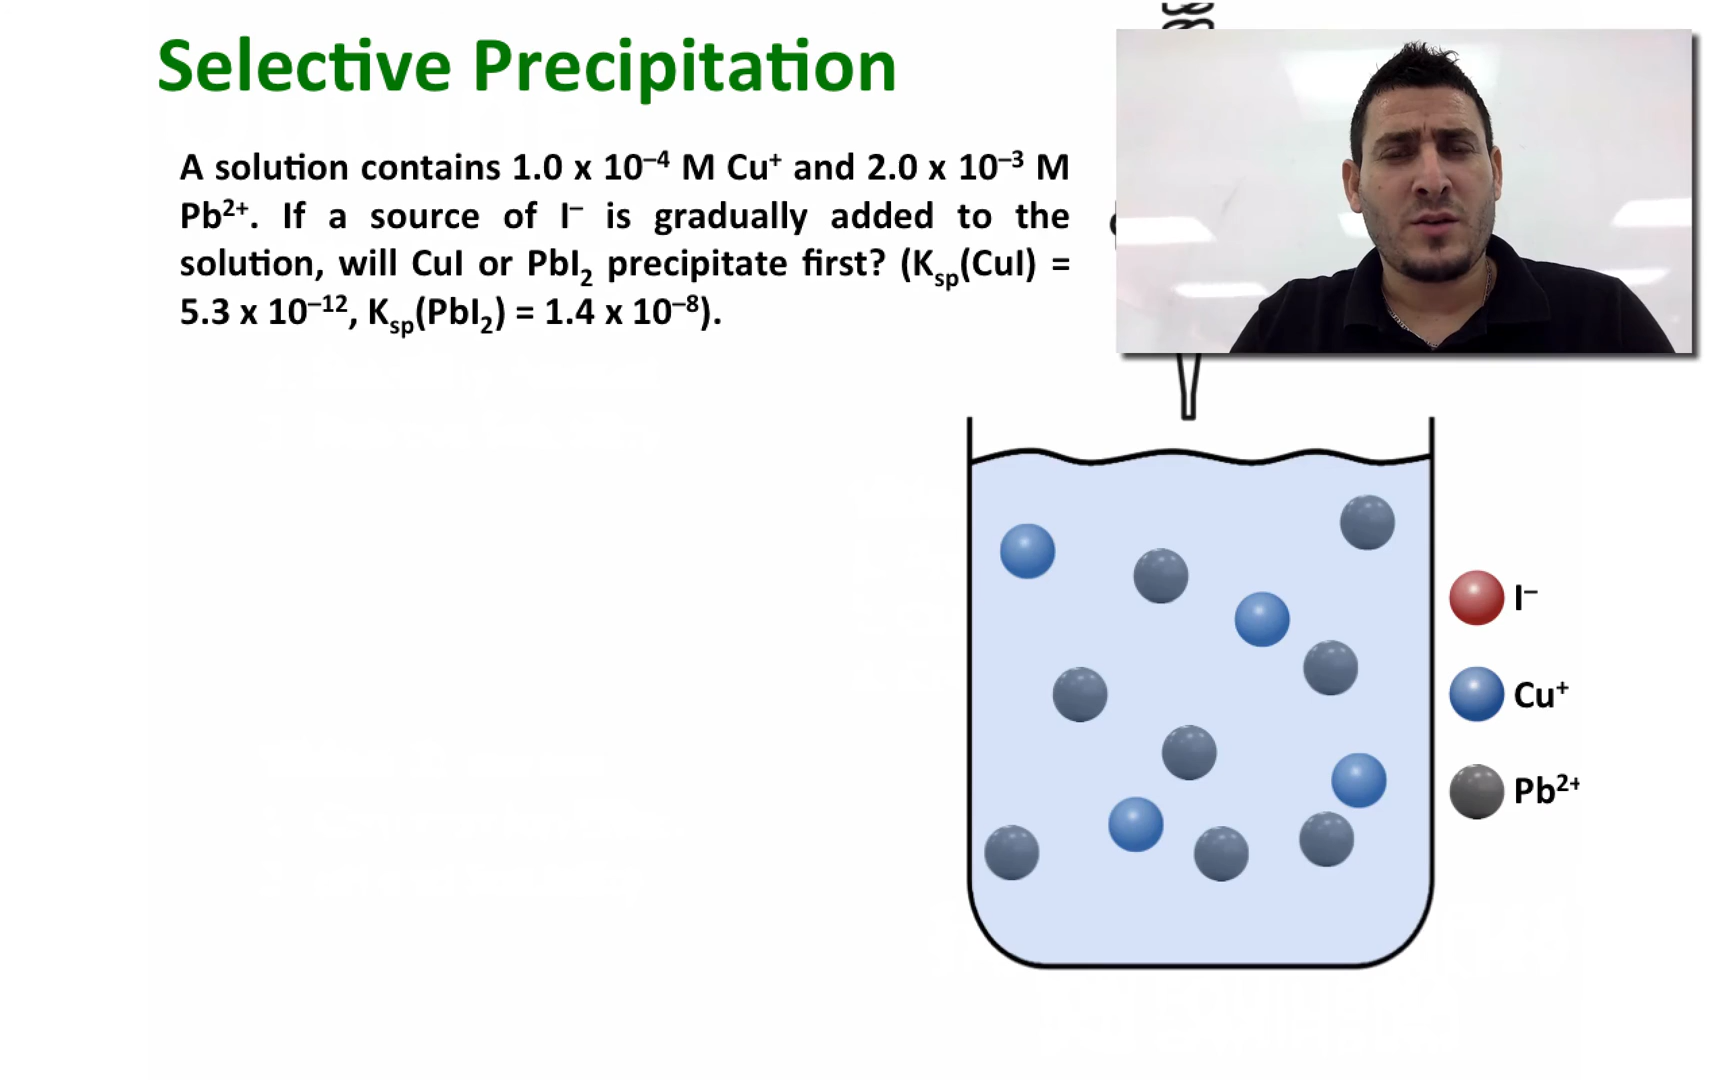 Selective Precipitation
A solution contains 1.0 x 10⁻⁴ M Cu⁺ and 2.0 x 10⁻³ M
Pb²⁺. If a source of I⁻ is gradually added to the
solution, will CuI or PbI₂ precipitate first? (Kₛₚ(CuI) =
5.3 x 10⁻¹², Kₛₚ(PbI₂) = 1.4 x 10⁻⁸).
I⁻
Cu⁺
Pb²⁺